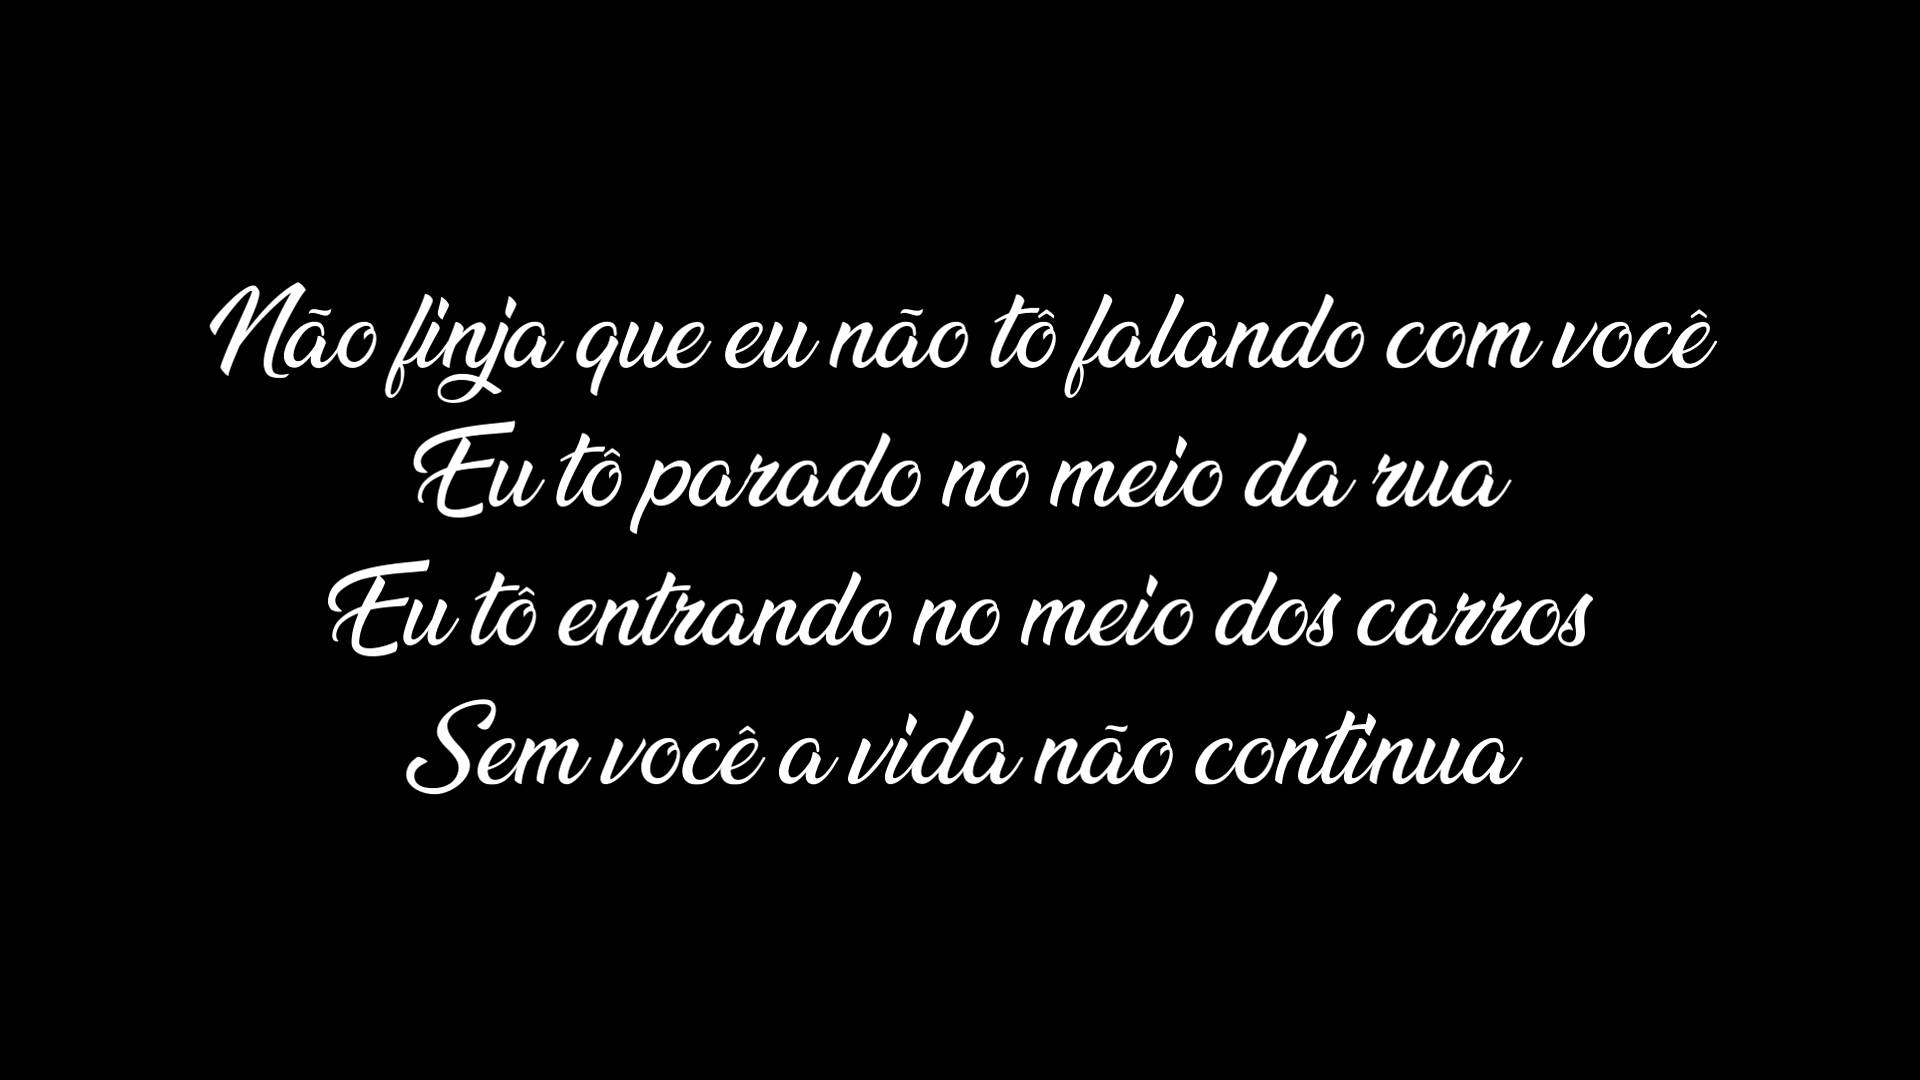 Não finja que eu não tô falando com você
Eu tô parado no meio da rua
Eu tô entrando no meio dos carros
Sem você a vida não continua